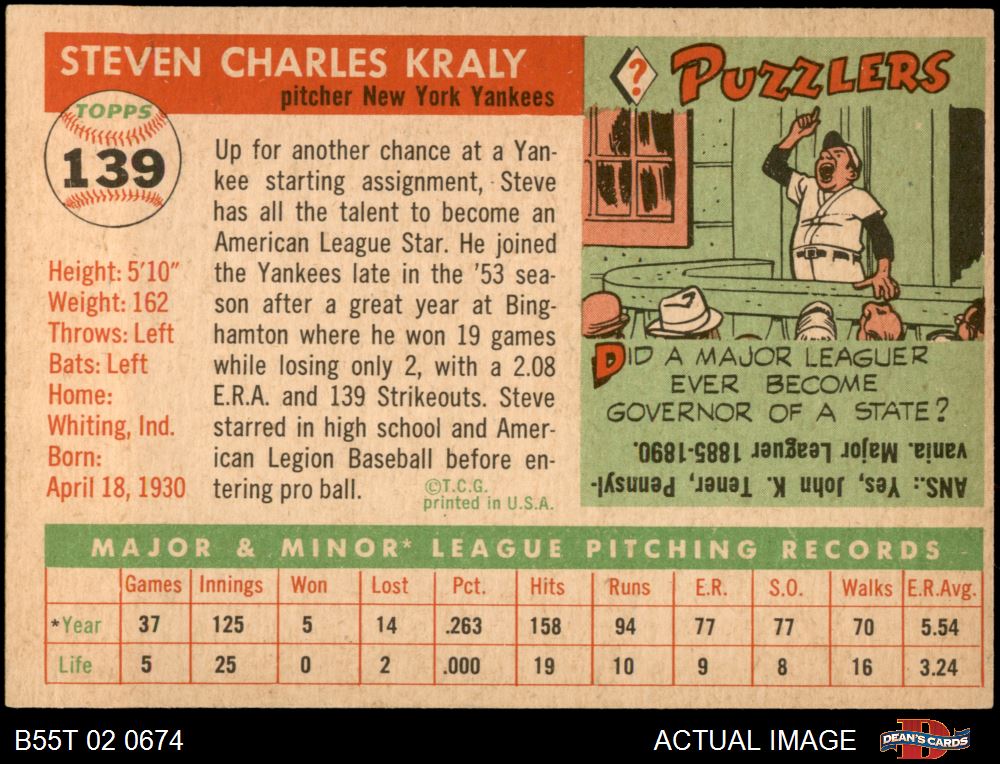 STEVEN CHARLES KRALY
pitcher New York Yankees
TOPPS
139
Height: 5'10"
Weight: 162
Throws: Left
Bats: Left
Home:
Whiting, Ind.
Born:
April 18, 1930
Up for another chance at a Yan-
kee starting assignment, Steve
has all the talent to become an
American League Star. He joined
the Yankees late in the '53 sea-
son after a great year at Bing-
hamton where he won 19 games
while losing only 2, with a 2.08
E.R.A. and 139 Strikeouts. Steve
starred in high school and Amer-
ican Legion Baseball before en-
tering pro ball.
©T.C.G.
printed in U.S.A.
? PUZZLERS
DID A MAJOR LEAGUER
EVER BECOME
GOVERNOR OF A STATE?
ANS.: Yes, John K. Tener, Pennsyl-
vania. Major Leaguer 1885-1890.
MAJOR & MINOR* LEAGUE PITCHING RECORDS
Games Innings Won Lost Pct. Hits Runs E.R. S.O. Walks E.R.Avg.
*Year 37 125 5 14 .263 158 94 77 77 70 5.54
Life 5 25 0 2 .000 19 10 9 8 16 3.24
B55T 02 0674
ACTUAL IMAGE
D
DEAN'S CARDS